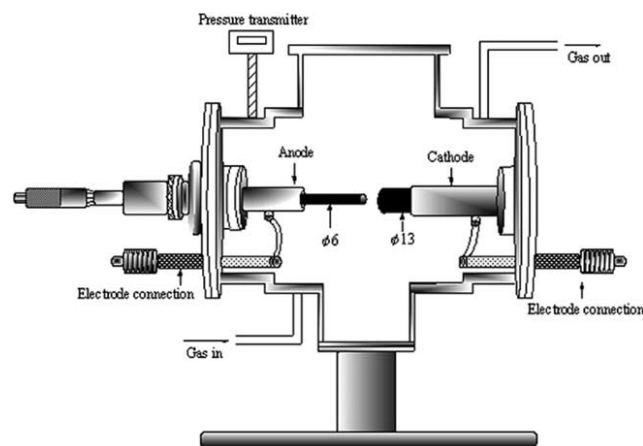 Pressure transmitter
Gas out
Anode
Cathode
ϕ6
ϕ13
Electrode connection
Electrode connection
Gas in